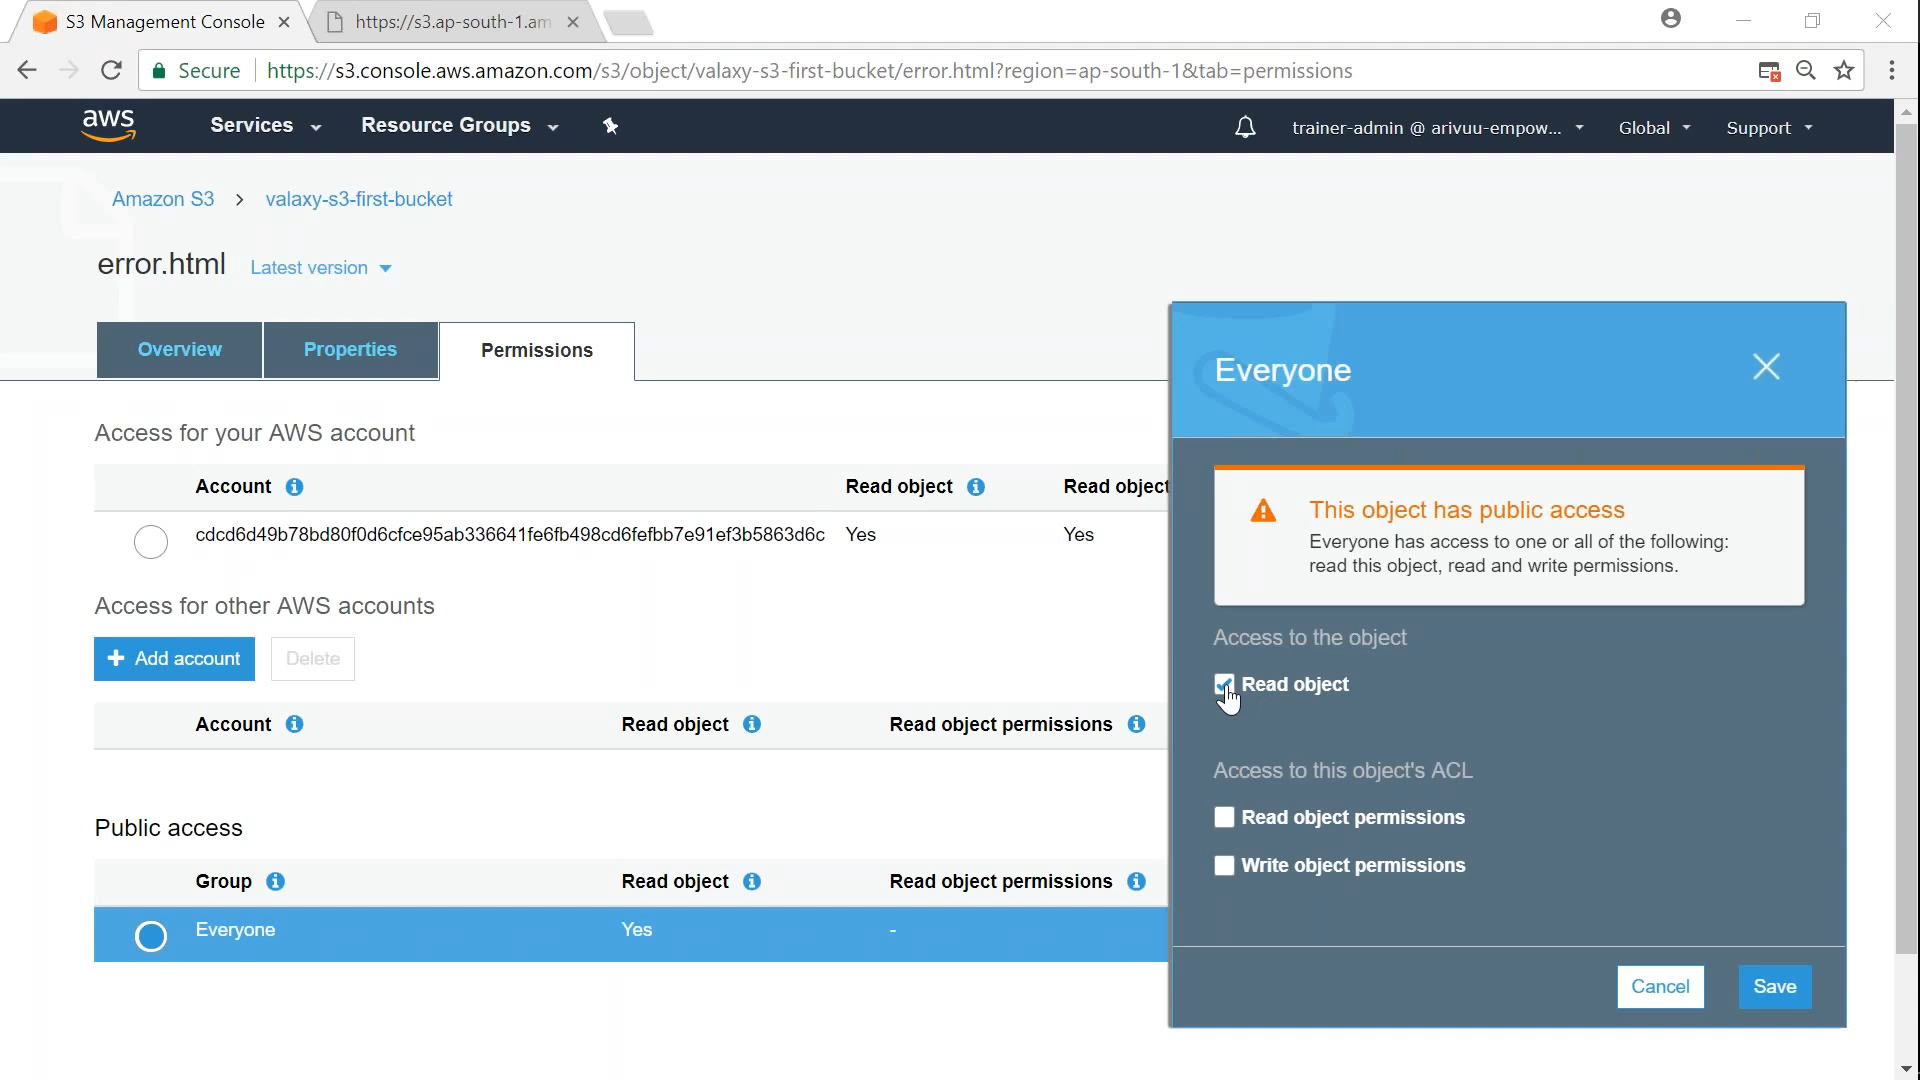 S3 Management Console
https://s3.ap-south-1.am
Secure
https://s3.console.aws.amazon.com/s3/object/valaxy-s3-first-bucket/error.html?region=ap-south-1&tab=permissions
aws
Services
Resource Groups
trainer-admin @ arivuu-empow...
Global
Support
Amazon S3 > valaxy-s3-first-bucket
error.html
Latest version
Overview
Properties
Permissions
Access for your AWS account
Account
Read object
Read object
cdcd6d49b78bd80f0d6cfce95ab336641fe6fb498cd6fefbb7e91ef3b5863d6c
Yes
Yes
Access for other AWS accounts
+ Add account
Delete
Account
Read object
Read object permissions
Public access
Group
Read object
Read object permissions
Everyone
Yes
-
Everyone
This object has public access
Everyone has access to one or all of the following:
read this object, read and write permissions.
Access to the object
Read object
Access to this object's ACL
Read object permissions
Write object permissions
Cancel
Save